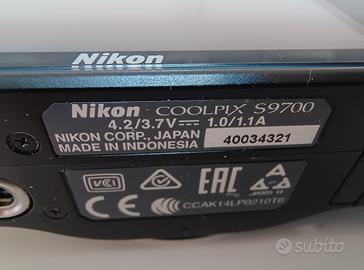 Nikon
Nikon COOLPIX S9700
4.2/3.7V⎓ 1.0/1.1A
NIKON CORP., JAPAN 40034321
MADE IN INDONESIA
VCI EAC
CCAK14LP0210T6
subito